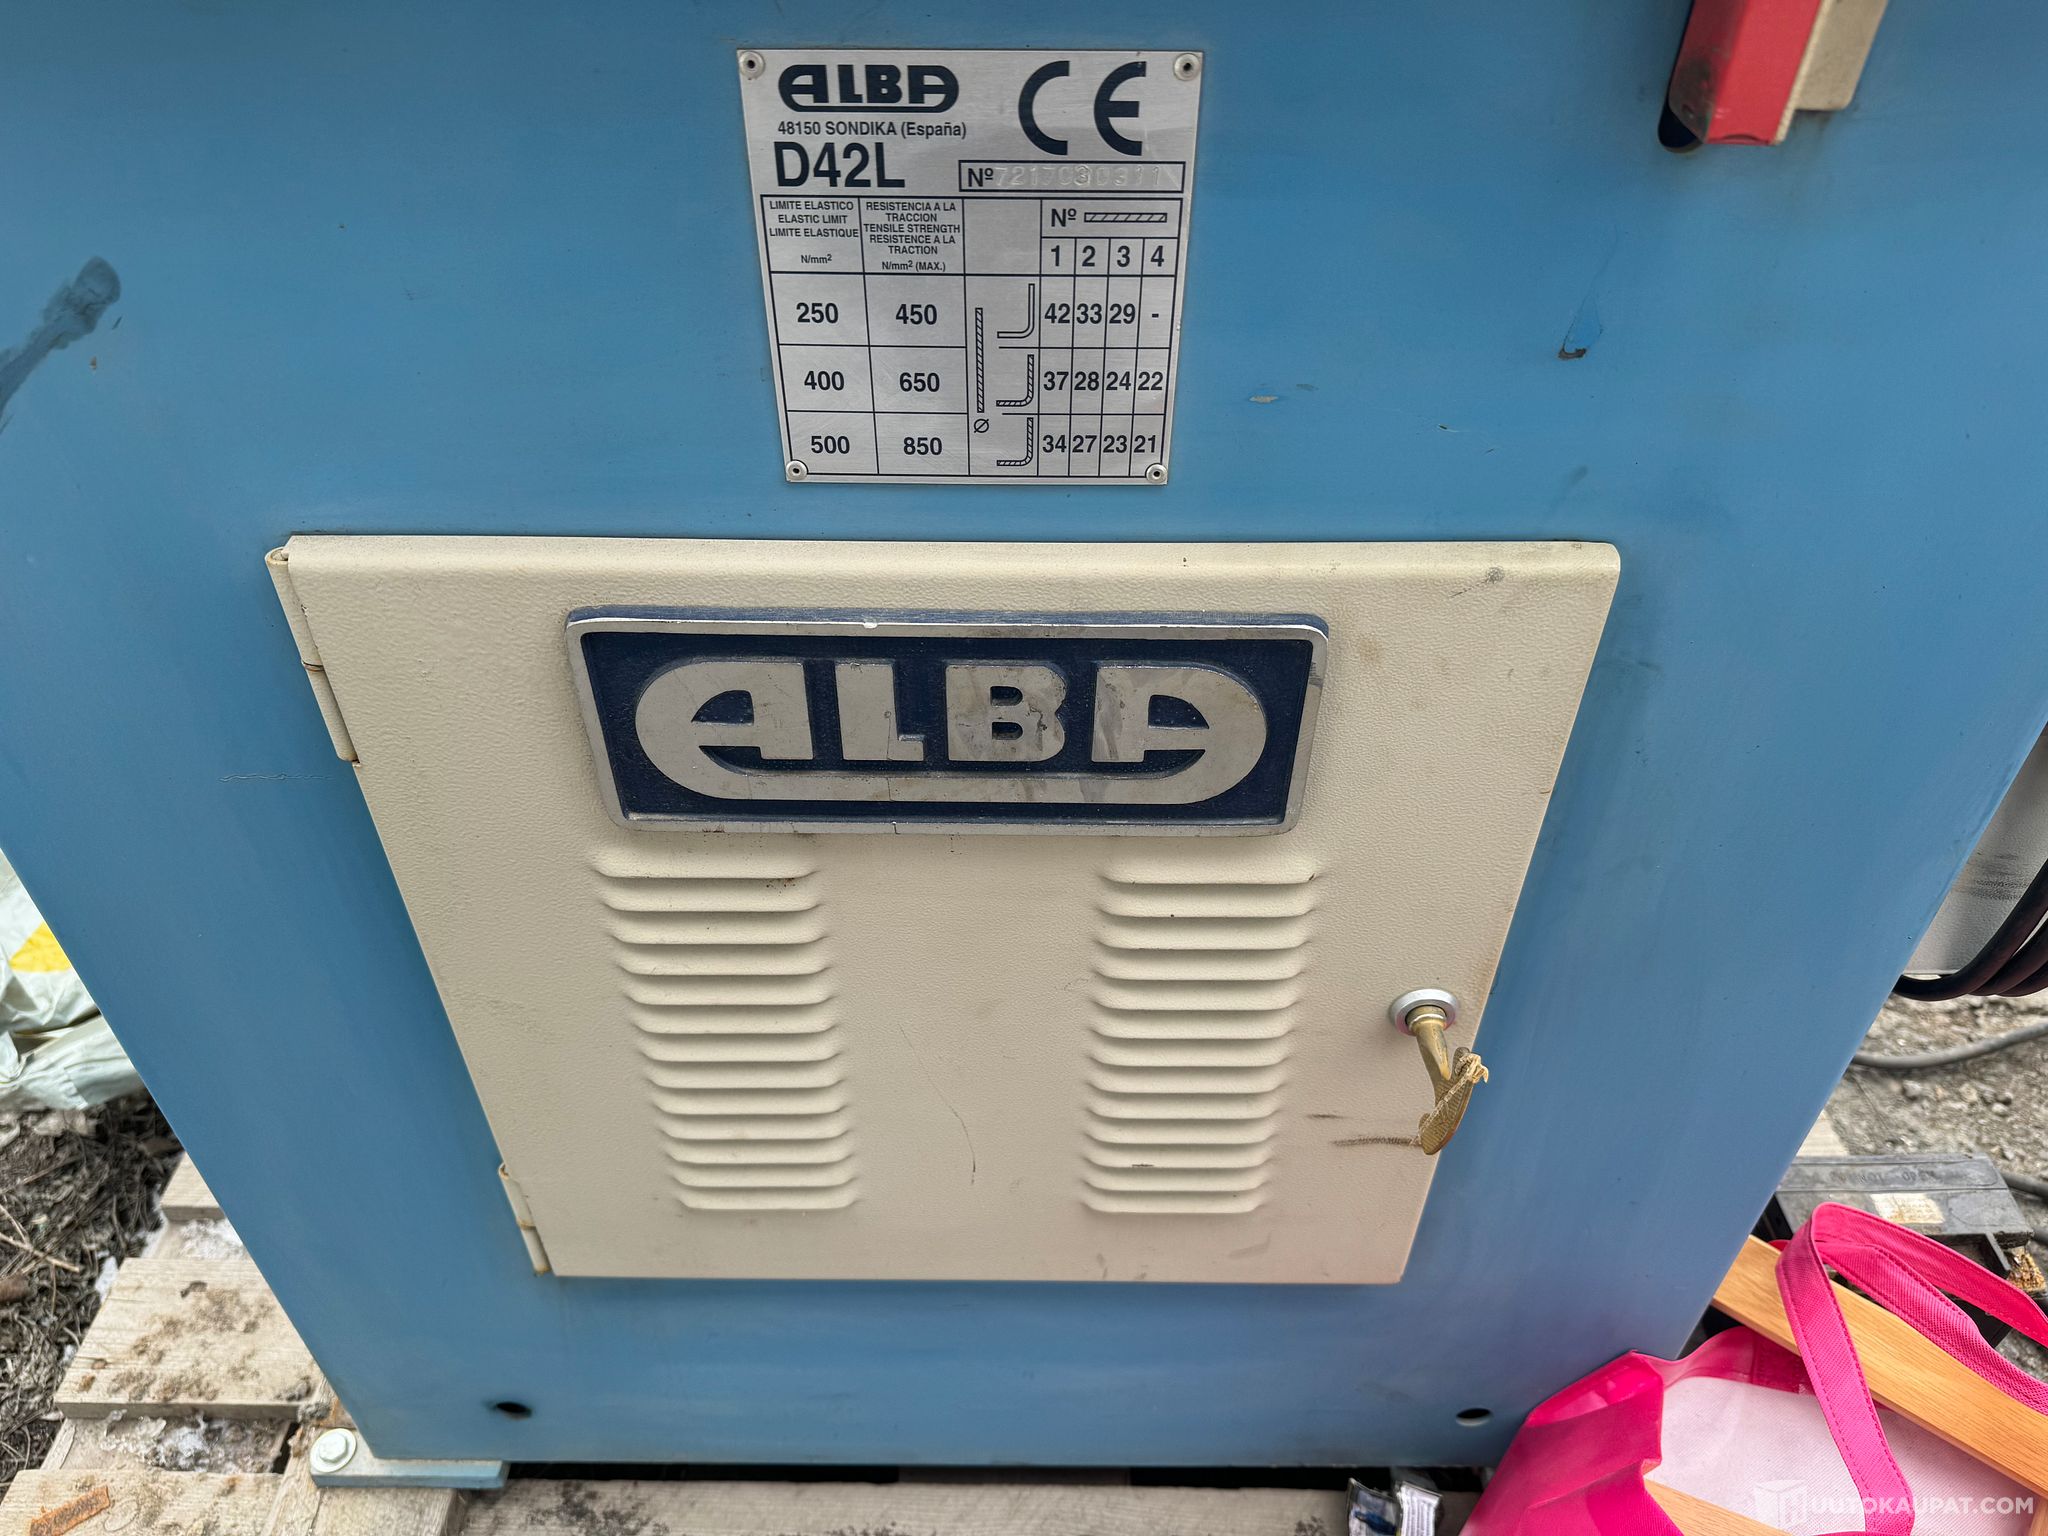 ALBA CE
48150 SONDIKA (España)
D42L Nº 7217030311
LIMITE ELASTICO
ELASTIC LIMIT
LIMITE ELASTIQUE
N/mm²
RESISTENCIA A LA
TRACCION
TENSILE STRENGTH
RESISTENCE A LA
TRACTION
N/mm² (MAX.)
Nº
1 2 3 4
250 450 42 33 29 -
400 650 37 28 24 22
Ø
500 850 34 27 23 21
ALBA
UUTOKAUPAT.COM